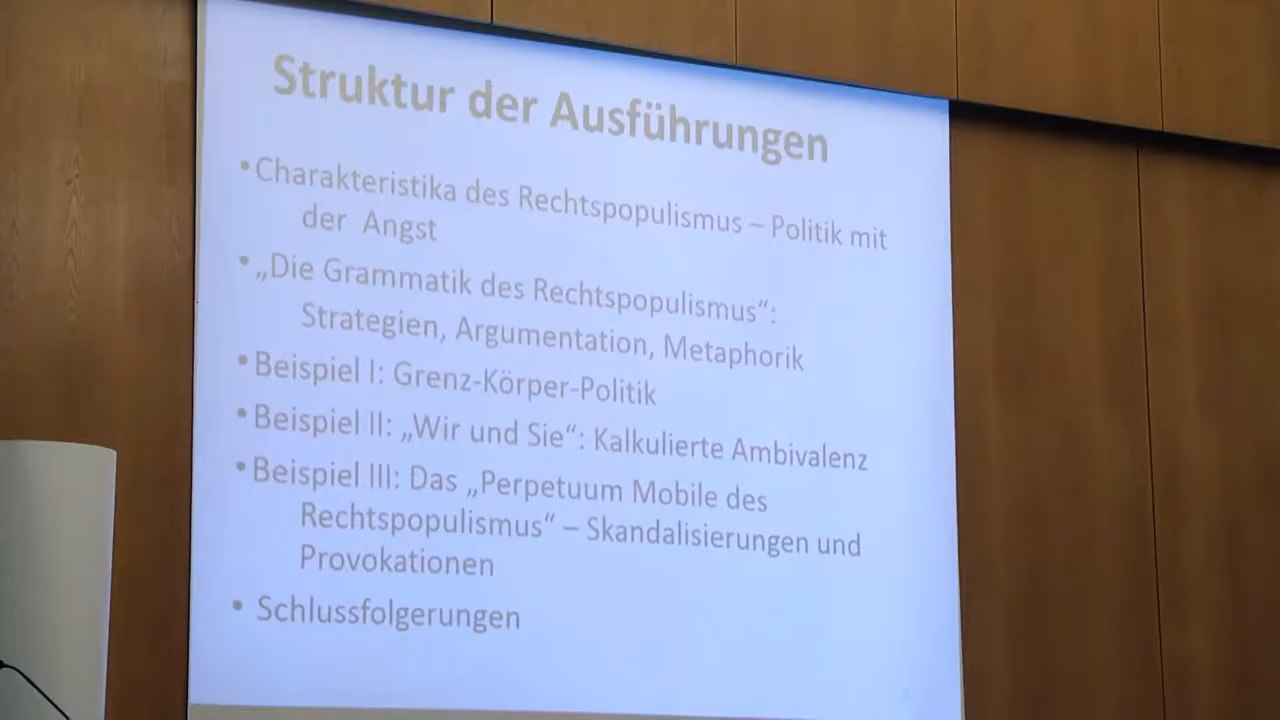 Struktur der Ausführungen
• Charakteristika des Rechtspopulismus – Politik mit
der Angst
• „Die Grammatik des Rechtspopulismus“:
Strategien, Argumentation, Metaphorik
• Beispiel I: Grenz-Körper-Politik
• Beispiel II: „Wir und Sie“: Kalkulierte Ambivalenz
• Beispiel III: Das „Perpetuum Mobile des
Rechtspopulismus“ – Skandalisierungen und
Provokationen
• Schlussfolgerungen